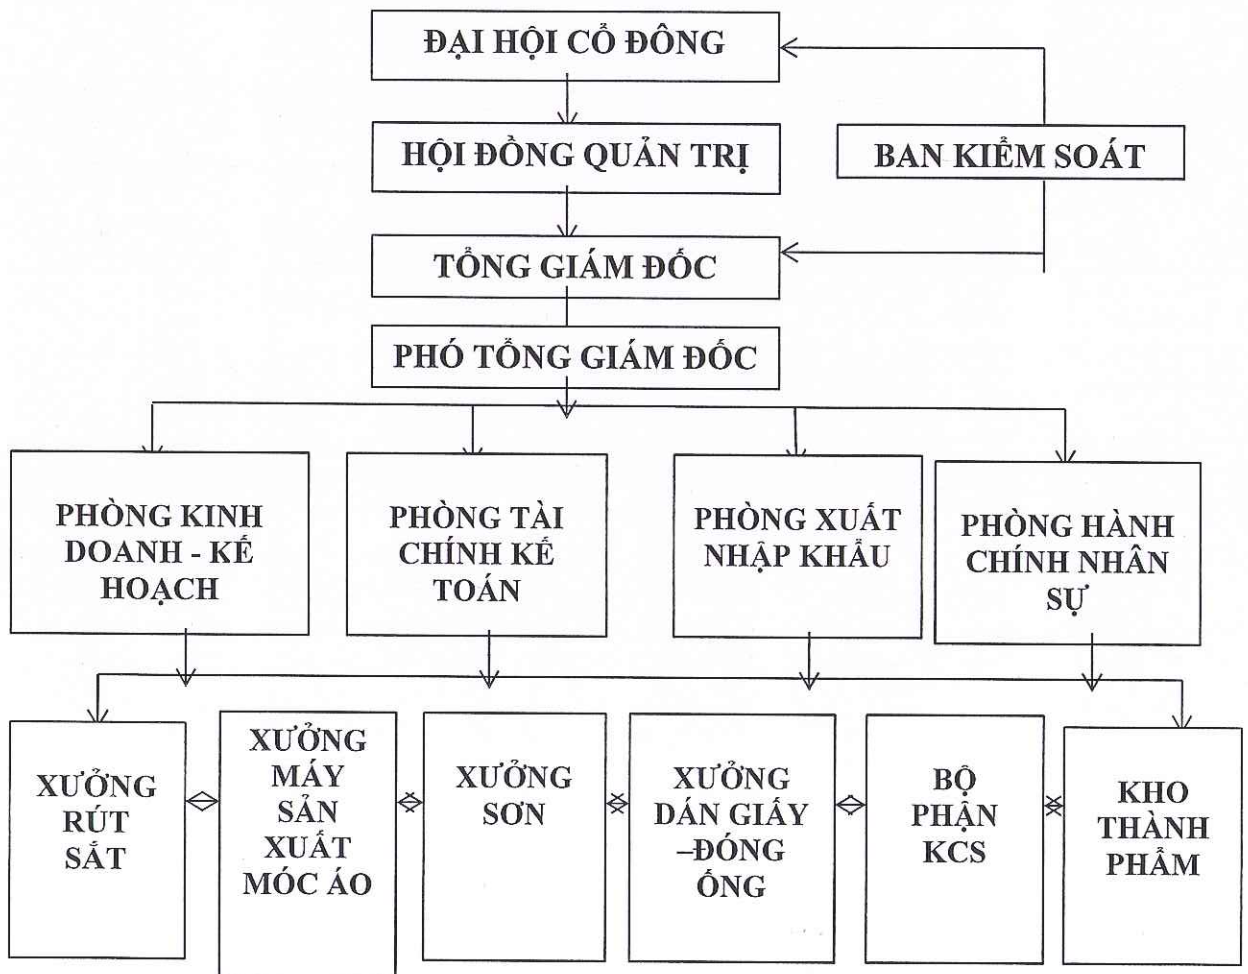 ĐẠI HỘI CỔ ĐÔNG
HỘI ĐỒNG QUẢN TRỊ
BAN KIỂM SOÁT
TỔNG GIÁM ĐỐC
PHÓ TỔNG GIÁM ĐỐC
PHÒNG KINH
DOANH - KẾ
HOẠCH
PHÒNG TÀI
CHÍNH KẾ
TOÁN
PHÒNG XUẤT
NHẬP KHẨU
PHÒNG HÀNH
CHÍNH NHÂN
SỰ
XƯỞNG
RÚT
SẮT
XƯỞNG
MÁY
SẢN
XUẤT
MÓC ÁO
XƯỞNG
SƠN
XƯỞNG
DÁN GIẤY
–ĐÓNG
ỐNG
BỘ
PHẬN
KCS
KHO
THÀNH
PHẨM